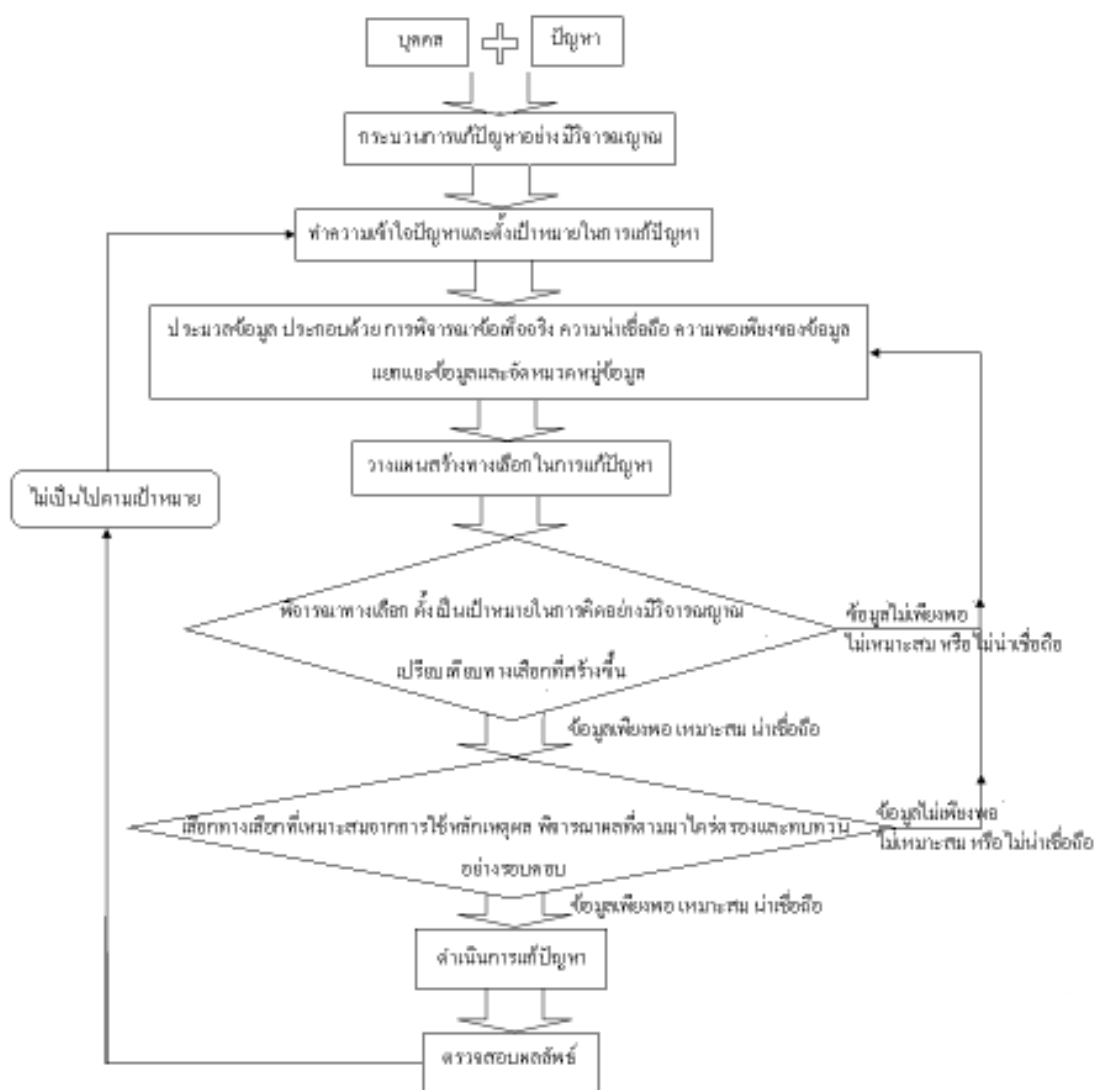 บุคคล
ปัญหา
กระบวนการแก้ปัญหาอย่างมีวิจารณญาณ
ทำความเข้าใจปัญหาและตั้งเป้าหมายในการแก้ปัญหา
ประมวลข้อมูล ประกอบด้วย การพิจารณาข้อเท็จจริง ความน่าเชื่อถือ ความพอเพียงของข้อมูล
แยกแยะข้อมูลและจัดหมวดหมู่ข้อมูล
วางแผนสร้างทางเลือกในการแก้ปัญหา
ไม่เป็นไปตามเป้าหมาย
พิจารณาทางเลือก ตั้งเป็นเป้าหมายในการคิดอย่างมีวิจารณญาณ
เปรียบเทียบทางเลือกที่สร้างขึ้น
ข้อมูลไม่เพียงพอ
ไม่เหมาะสม หรือ ไม่น่าเชื่อถือ
ข้อมูลเพียงพอ เหมาะสม น่าเชื่อถือ
เลือกทางเลือกที่เหมาะสมจากการใช้หลักเหตุผล พิจารณาผลที่ตามมาใคร่ตรองและทบทวน
อย่างรอบคอบ
ข้อมูลไม่เพียงพอ
ไม่เหมาะสม หรือ ไม่น่าเชื่อถือ
ข้อมูลเพียงพอ เหมาะสม น่าเชื่อถือ
ดำเนินการแก้ปัญหา
ตรวจสอบผลลัพธ์